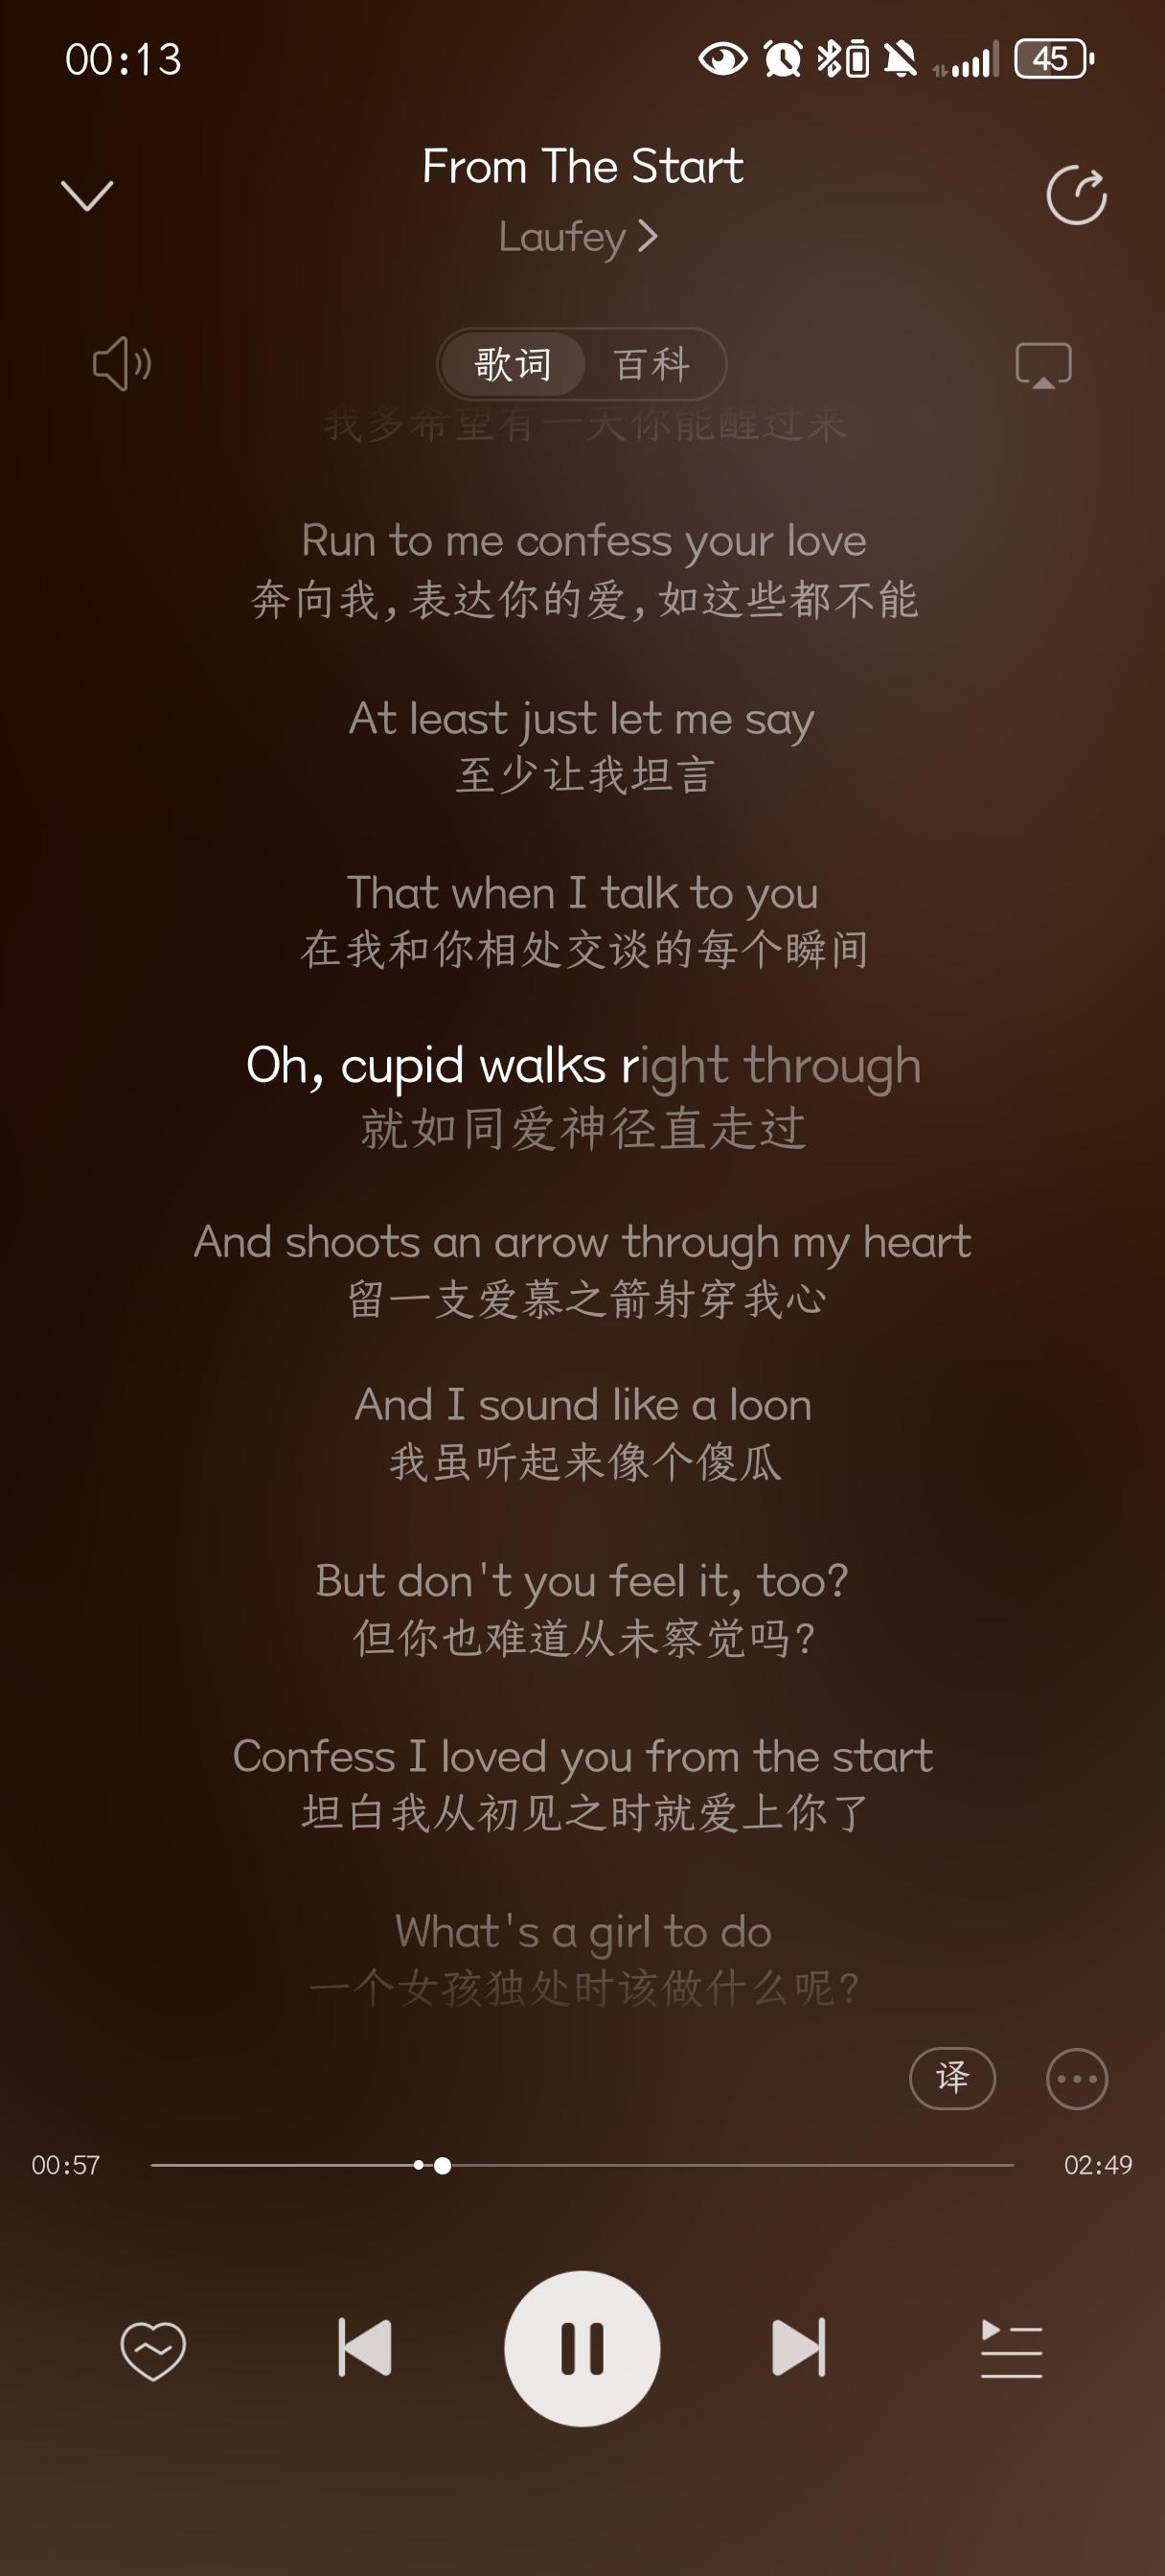 00:13
45
From The Start
Laufey
歌词 百科
我多希望有一天你能醒过来
Run to me confess your love
奔向我,表达你的爱,如这些都不能
At least just let me say
至少让我坦言
That when I talk to you
在我和你相处交谈的每个瞬间
Oh, cupid walks right through
就如同爱神径直走过
And shoots an arrow through my heart
留一支爱慕之箭射穿我心
And I sound like a loon
我虽听起来像个傻瓜
But don't you feel it, too?
但你也难道从未察觉吗?
Confess I loved you from the start
坦白我从初见之时就爱上你了
What's a girl to do
一个女孩独处时该做什么呢?
译
00:57
02:49